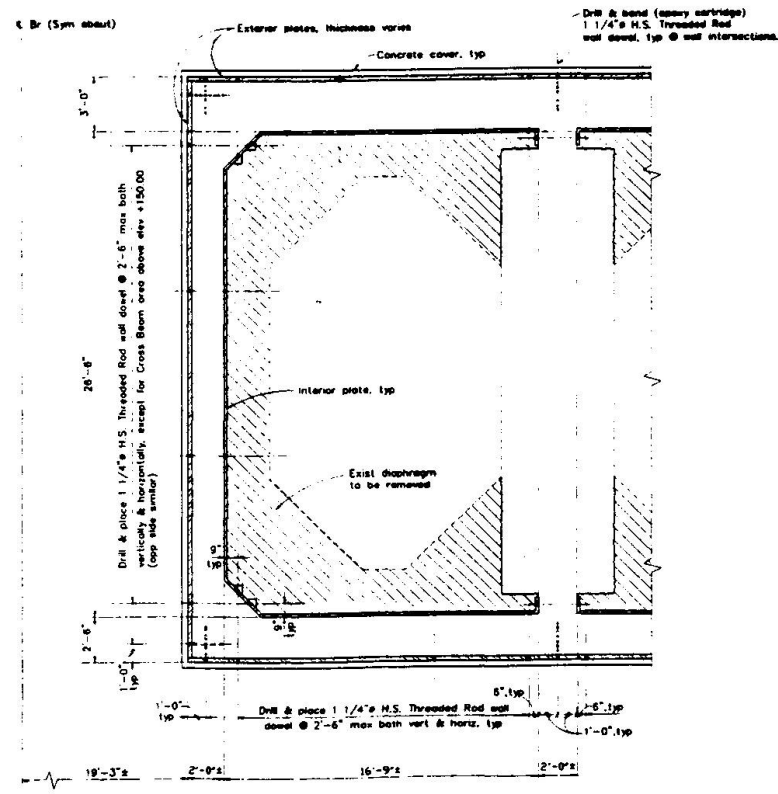 ℄ Br (Sym about)
Exterior plates, thickness varies
Drill & bond (epoxy cartridge)
1 1/4"ø H.S. Threaded Rod
wall dowel, typ @ wall intersections.
Concrete cover, typ
3'-0"
Drill & place 1 1/4"ø H.S. Threaded Rod wall dowel @ 2'-6" max both
vertically & horizontally, except for Cross Beam area above elev +150.00
(opp side similar)
26'-6"
Interior plate, typ
Exist diaphragm
to be removed
9"
typ
9"
typ
2'-6"
1'-0"
typ
1'-0"
typ
Drill & place 1 1/4"ø H.S. Threaded Rod wall
dowel @ 2'-6" max both vert & horiz, typ
6",typ
6",typ
1'-0",typ
19'-3"±
2'-0"±
16'-9"±
2'-0"±